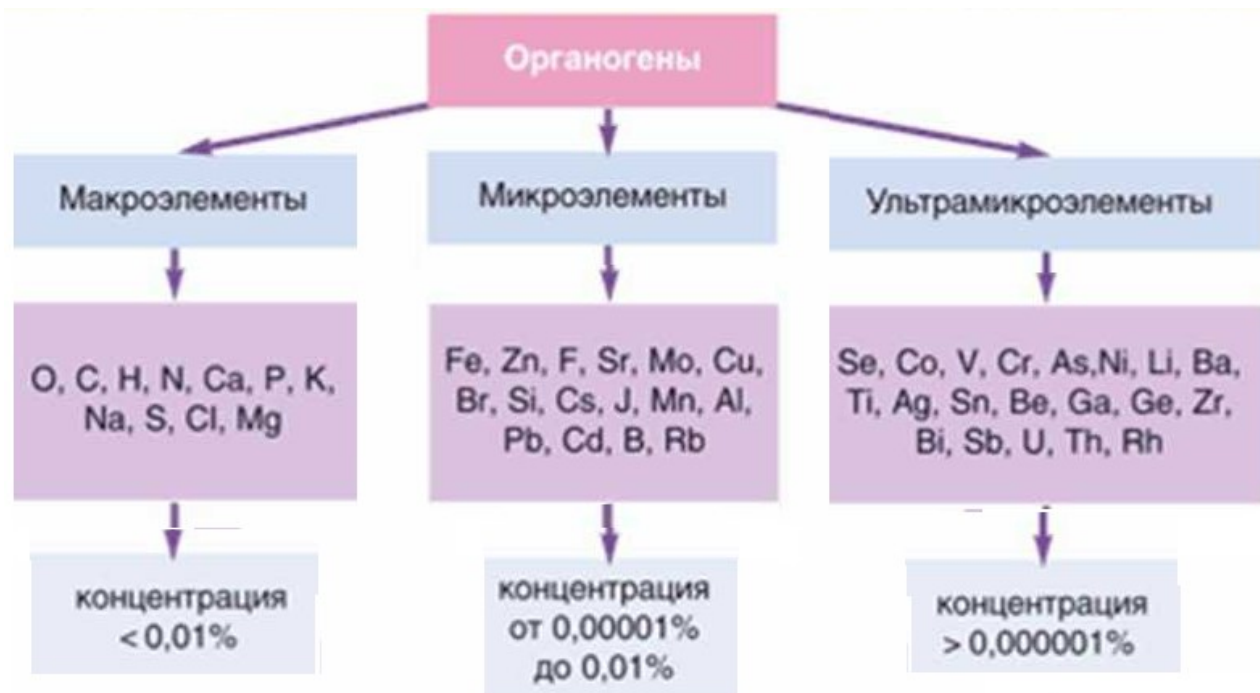 Органогены
Макроэлементы
O, C, H, N, Ca, P, K,
Na, S, Cl, Mg
концентрация
< 0,01%
Микроэлементы
Fe, Zn, F, Sr, Mo, Cu,
Br, Si, Cs, J, Mn, Al,
Pb, Cd, B, Rb
концентрация
от 0,00001%
до 0,01%
Ультрамикроэлементы
Se, Co, V, Cr, As,Ni, Li, Ba,
Ti, Ag, Sn, Be, Ga, Ge, Zr,
Bi, Sb, U, Th, Rh
концентрация
> 0,000001%